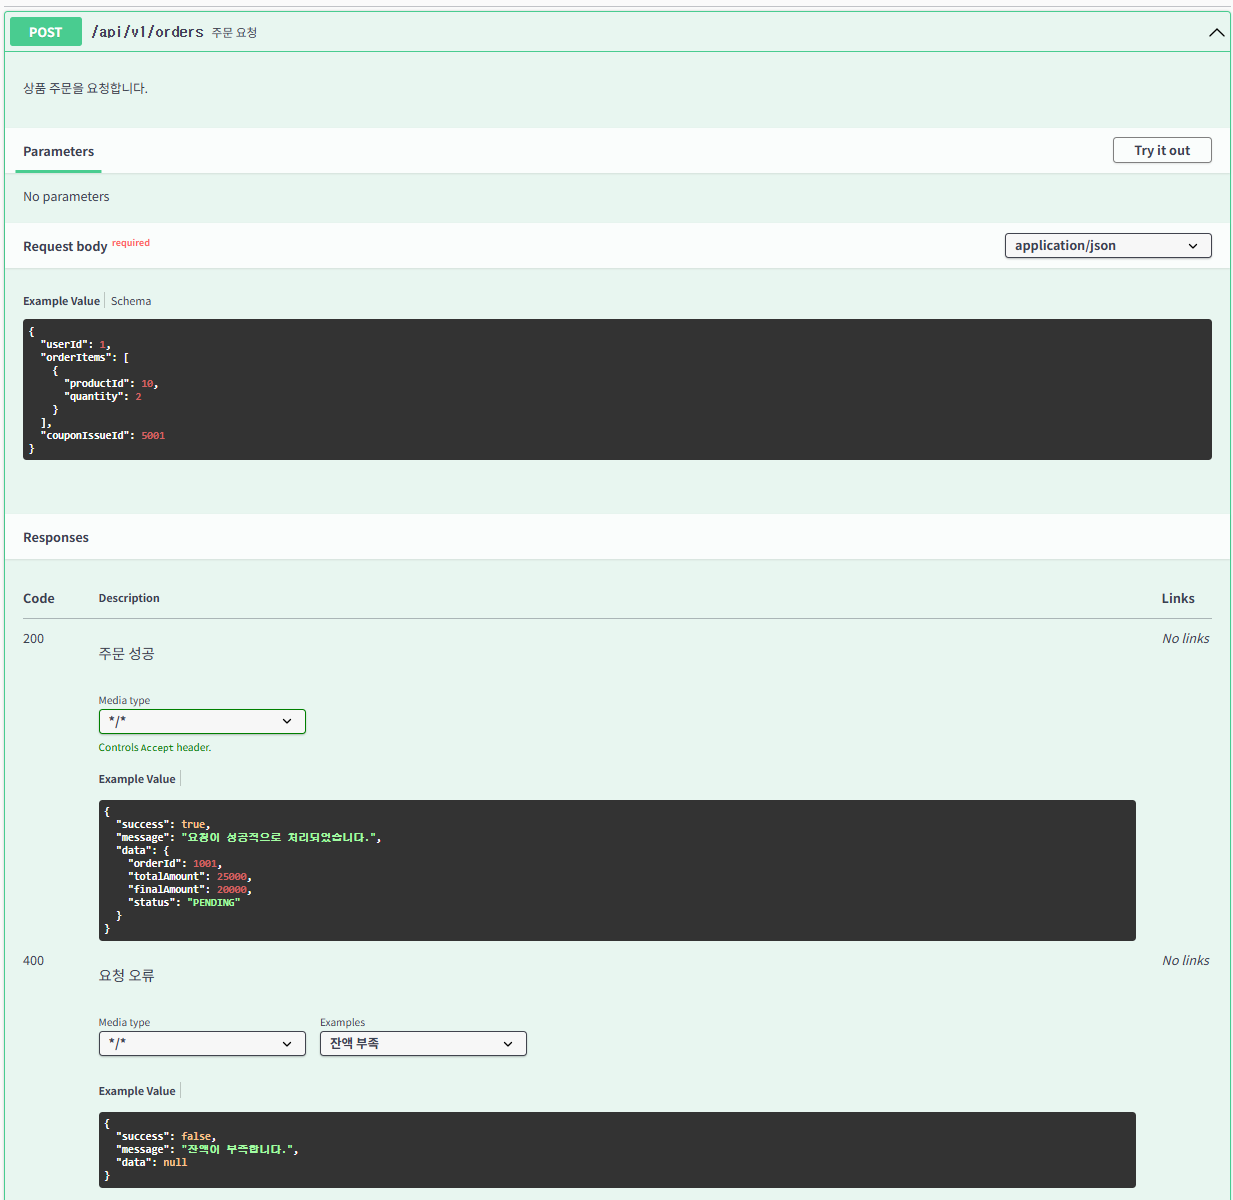 POST /api/v1/orders 주문 요청
상품 주문을 요청합니다.
Parameters
Try it out
No parameters
Request body required
application/json
Example Value Schema
{
"userId": 1,
"orderItems": [
{
"productId": 10,
"quantity": 2
}
],
"couponIssueId": 5001
}
Responses
Code Description Links
200 주문 성공 No links
Media type
*/*
Controls Accept header.
Example Value
{
"success": true,
"message": "요청이 성공적으로 처리되었습니다.",
"data": {
"orderId": 1001,
"totalAmount": 25000,
"finalAmount": 20000,
"status": "PENDING"
}
}
400 요청 오류 No links
Media type Examples
*/* 잔액 부족
Example Value
{
"success": false,
"message": "잔액이 부족합니다.",
"data": null
}